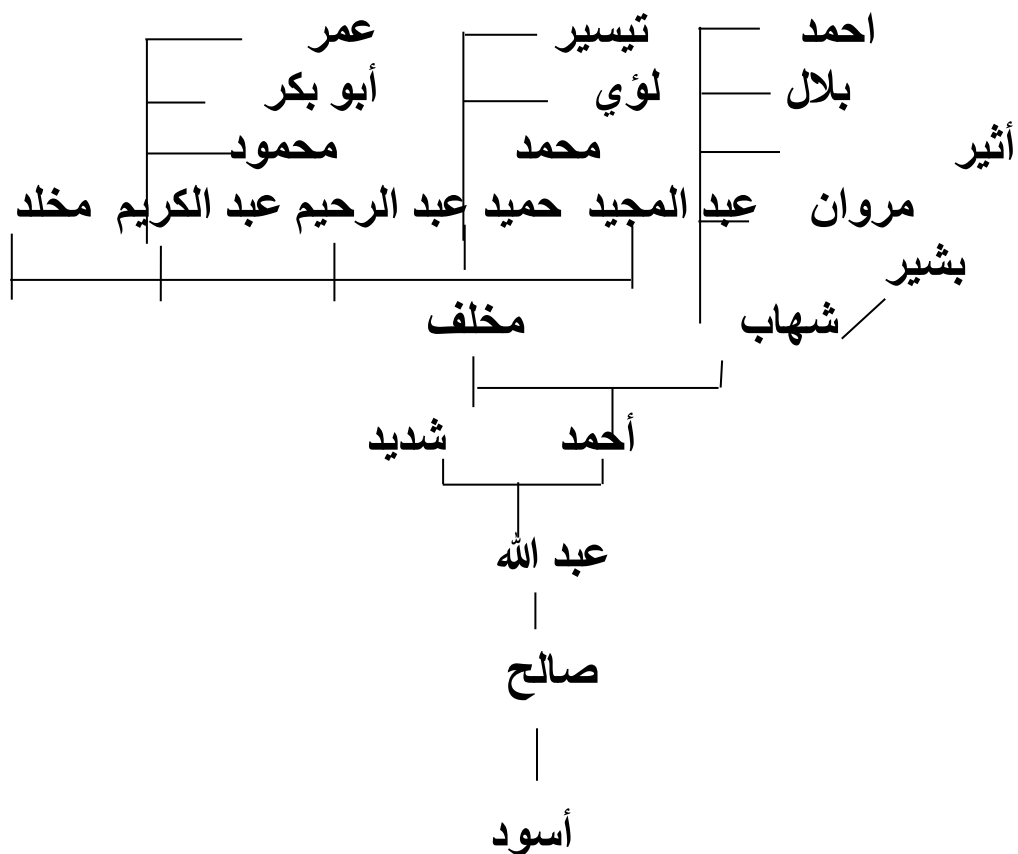 احمد تيسير عمر
بلال لؤي أبو بكر
أثير محمد محمود
مروان عبد المجيد حميد عبد الرحيم عبد الكريم مخلد
بشير
شهاب مخلف
أحمد شديد
عبد الله
صالح
أسود